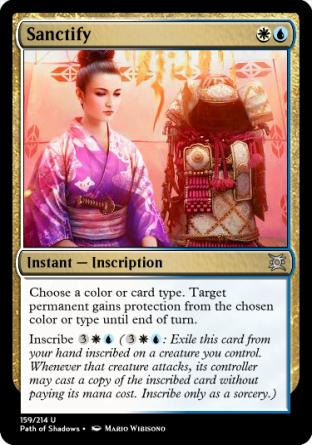 Sanctify
Instant — Inscription
Choose a color or card type. Target
permanent gains protection from the chosen
color or type until end of turn.
Inscribe 3 ( 3 : Exile this card from
your hand inscribed on a creature you control.
Whenever that creature attacks, its controller
may cast a copy of the inscribed card without
paying its mana cost. Inscribe only as a sorcery.)
159/214 U
Path of Shadows • Mario Wibisono